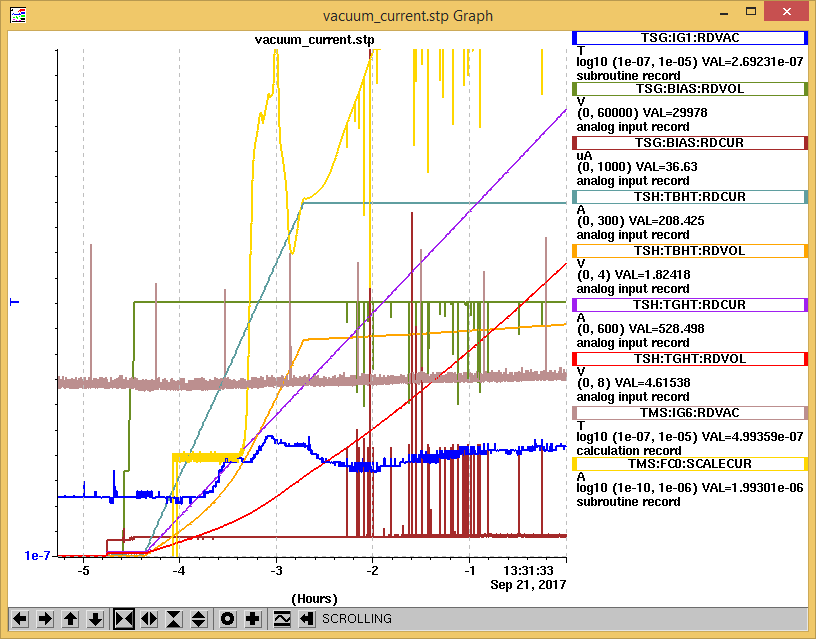 vacuum_current.stp Graph
vacuum_current.stp
T
1e-7
-5
-4
-3
-2
-1
13:31:33
Sep 21, 2017
(Hours)
TSG:IG1:RDVAC
T
log10 (1e-07, 1e-05) VAL=2.69231e-07
subroutine record
TSG:BIAS:RDVOL
V
(0, 60000) VAL=29978
analog input record
TSG:BIAS:RDCUR
uA
(0, 1000) VAL=36.63
analog input record
TSH:TBHT:RDCUR
A
(0, 300) VAL=208.425
analog input record
TSH:TBHT:RDVOL
V
(0, 4) VAL=1.82418
analog input record
TSH:TGHT:RDCUR
A
(0, 600) VAL=528.498
analog input record
TSH:TGHT:RDVOL
V
(0, 8) VAL=4.61538
analog input record
TMS:IG6:RDVAC
T
log10 (1e-07, 1e-05) VAL=4.99359e-07
calculation record
TMS:FC0:SCALECUR
A
log10 (1e-10, 1e-06) VAL=1.99301e-06
subroutine record
SCROLLING